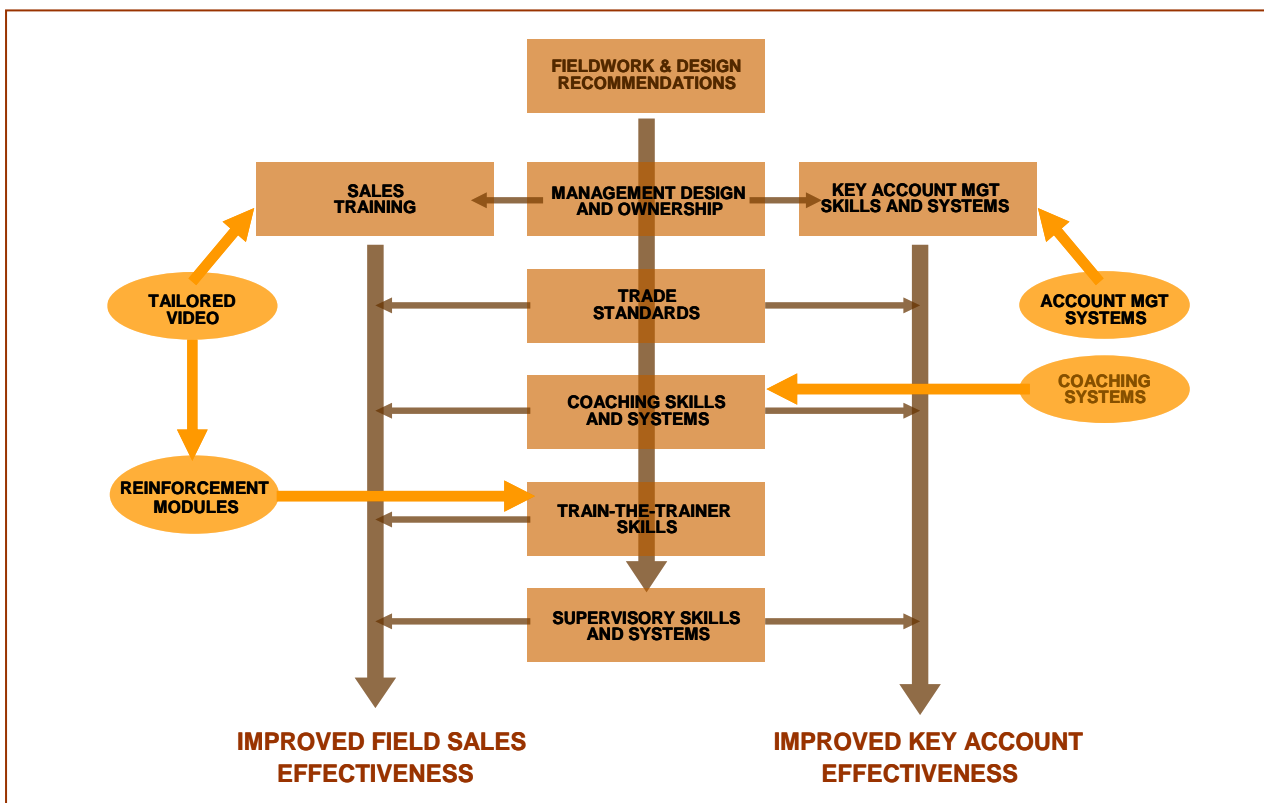 FIELDWORK & DESIGN
RECOMMENDATIONS
SALES
TRAINING
MANAGEMENT DESIGN
AND OWNERSHIP
KEY ACCOUNT MGT
SKILLS AND SYSTEMS
TAILORED
VIDEO
TRADE
STANDARDS
ACCOUNT MGT
SYSTEMS
COACHING SKILLS
AND SYSTEMS
COACHING
SYSTEMS
REINFORCEMENT
MODULES
TRAIN-THE-TRAINER
SKILLS
SUPERVISORY SKILLS
AND SYSTEMS
IMPROVED FIELD SALES
EFFECTIVENESS
IMPROVED KEY ACCOUNT
EFFECTIVENESS